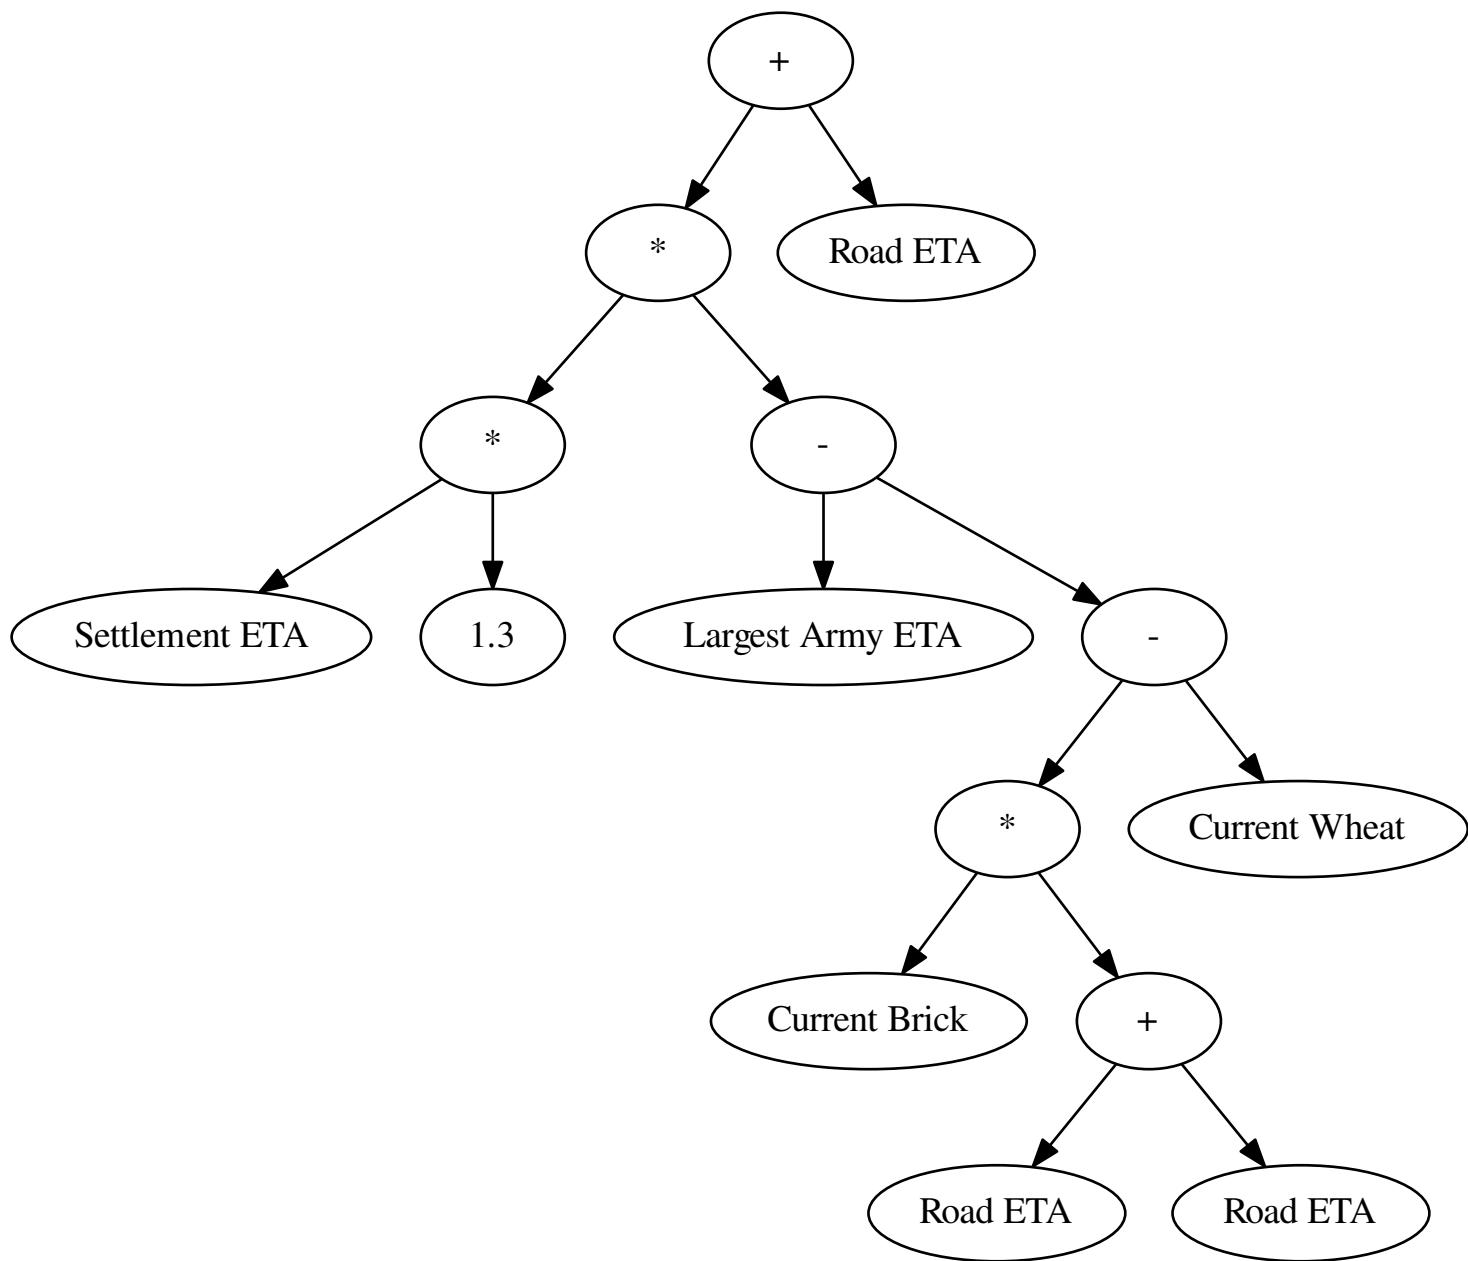 +
*
Road ETA
*
-
Settlement ETA
1.3
Largest Army ETA
-
*
Current Wheat
Current Brick
+
Road ETA
Road ETA